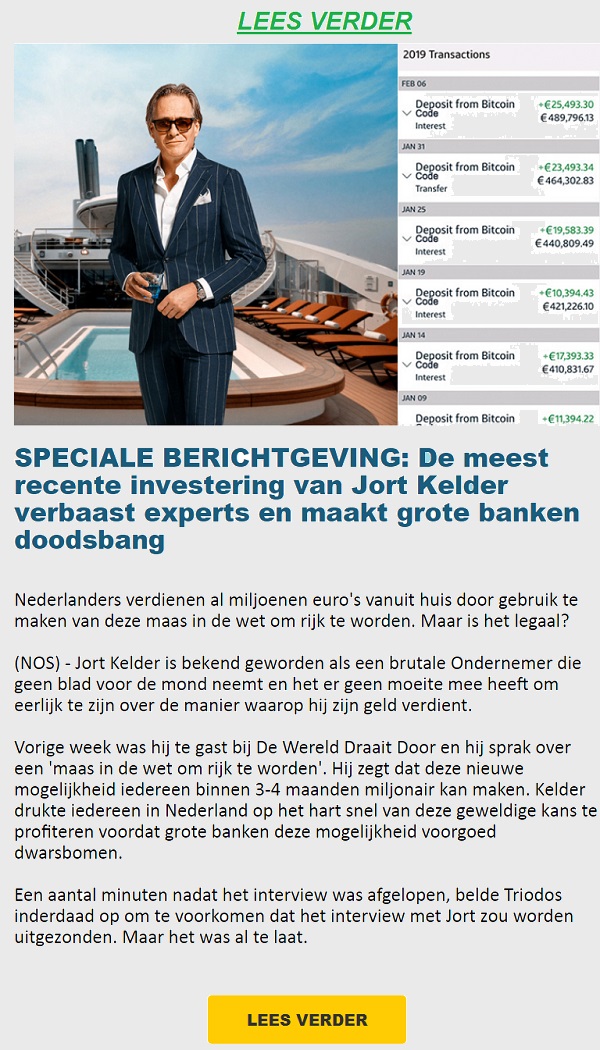 LEES VERDER
2019 Transactions
FEB 06
Deposit from Bitcoin +€25,493.30
Code €489,796.13
Interest
JAN 31
Deposit from Bitcoin +€23,493.34
Code €464,302.83
Transfer
JAN 25
Deposit from Bitcoin +€19,583.39
Code €440,809.49
Interest
JAN 19
Deposit from Bitcoin +€10,394.43
Code €421,226.10
Interest
JAN 14
Deposit from Bitcoin +€17,393.33
Code €410,831.67
Interest
JAN 09
Deposit from Bitcoin +€11,394.22
SPECIALE BERICHTGEVING: De meest
recente investering van Jort Kelder
verbaast experts en maakt grote banken
doodsbang
Nederlanders verdienen al miljoenen euro's vanuit huis door gebruik te
maken van deze maas in de wet om rijk te worden. Maar is het legaal?
(NOS) - Jort Kelder is bekend geworden als een brutale Ondernemer die
geen blad voor de mond neemt en het er geen moeite mee heeft om
eerlijk te zijn over de manier waarop hij zijn geld verdient.
Vorige week was hij te gast bij De Wereld Draait Door en hij sprak over
een 'maas in de wet om rijk te worden'. Hij zegt dat deze nieuwe
mogelijkheid iedereen binnen 3-4 maanden miljonair kan maken. Kelder
drukte iedereen in Nederland op het hart snel van deze geweldige kans te
profiteren voordat grote banken deze mogelijkheid voorgoed
dwarsbomen.
Een aantal minuten nadat het interview was afgelopen, belde Triodos
inderdaad op om te voorkomen dat het interview met Jort zou worden
uitgezonden. Maar het was al te laat.
LEES VERDER